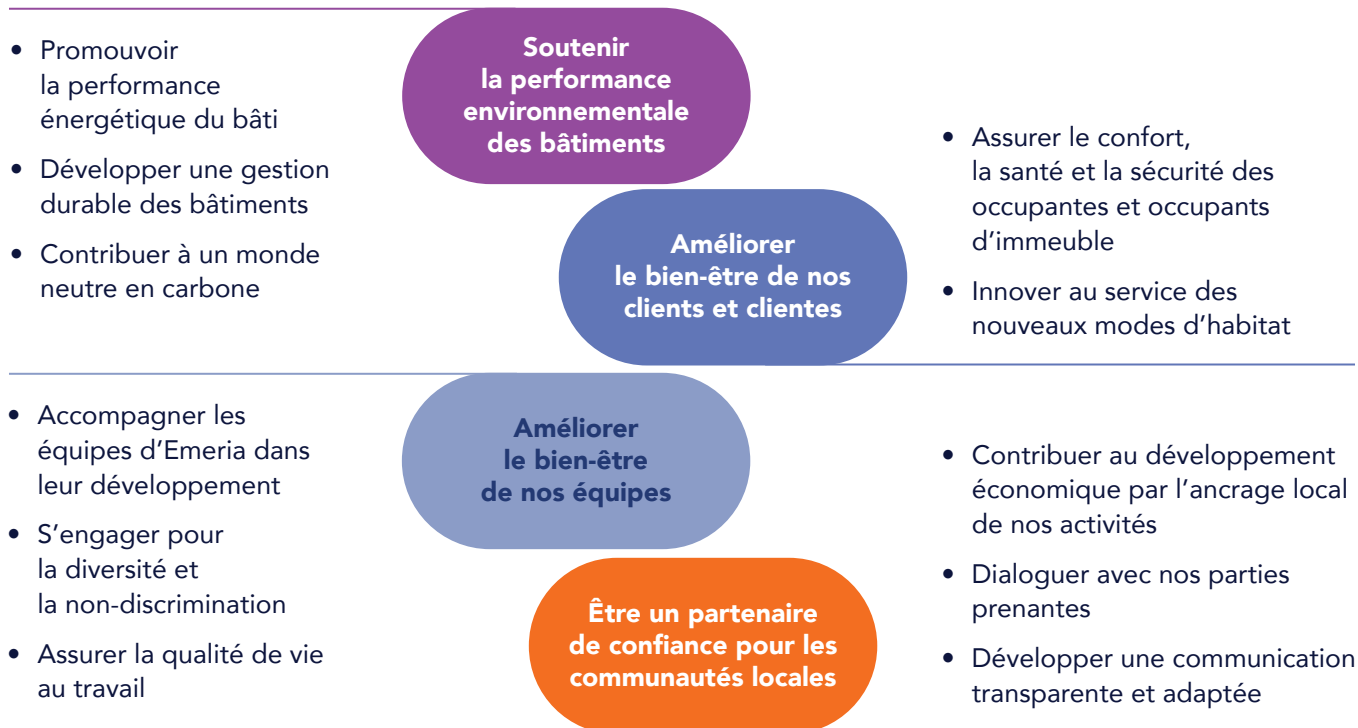 Soutenir
la performance
environnementale
des bâtiments
• Promouvoir
la performance
énergétique du bâti
• Développer une gestion
durable des bâtiments
• Contribuer à un monde
neutre en carbone
Améliorer
le bien-être de nos
clients et clientes
• Assurer le confort,
la santé et la sécurité des
occupantes et occupants
d’immeuble
• Innover au service des
nouveaux modes d’habitat
Améliorer
le bien-être
de nos équipes
• Accompagner les
équipes d’Emeria dans
leur développement
• S’engager pour
la diversité et
la non-discrimination
• Assurer la qualité de vie
au travail
Être un partenaire
de confiance pour les
communautés locales
• Contribuer au développement
économique par l’ancrage local
de nos activités
• Dialoguer avec nos parties
prenantes
• Développer une communication
transparente et adaptée